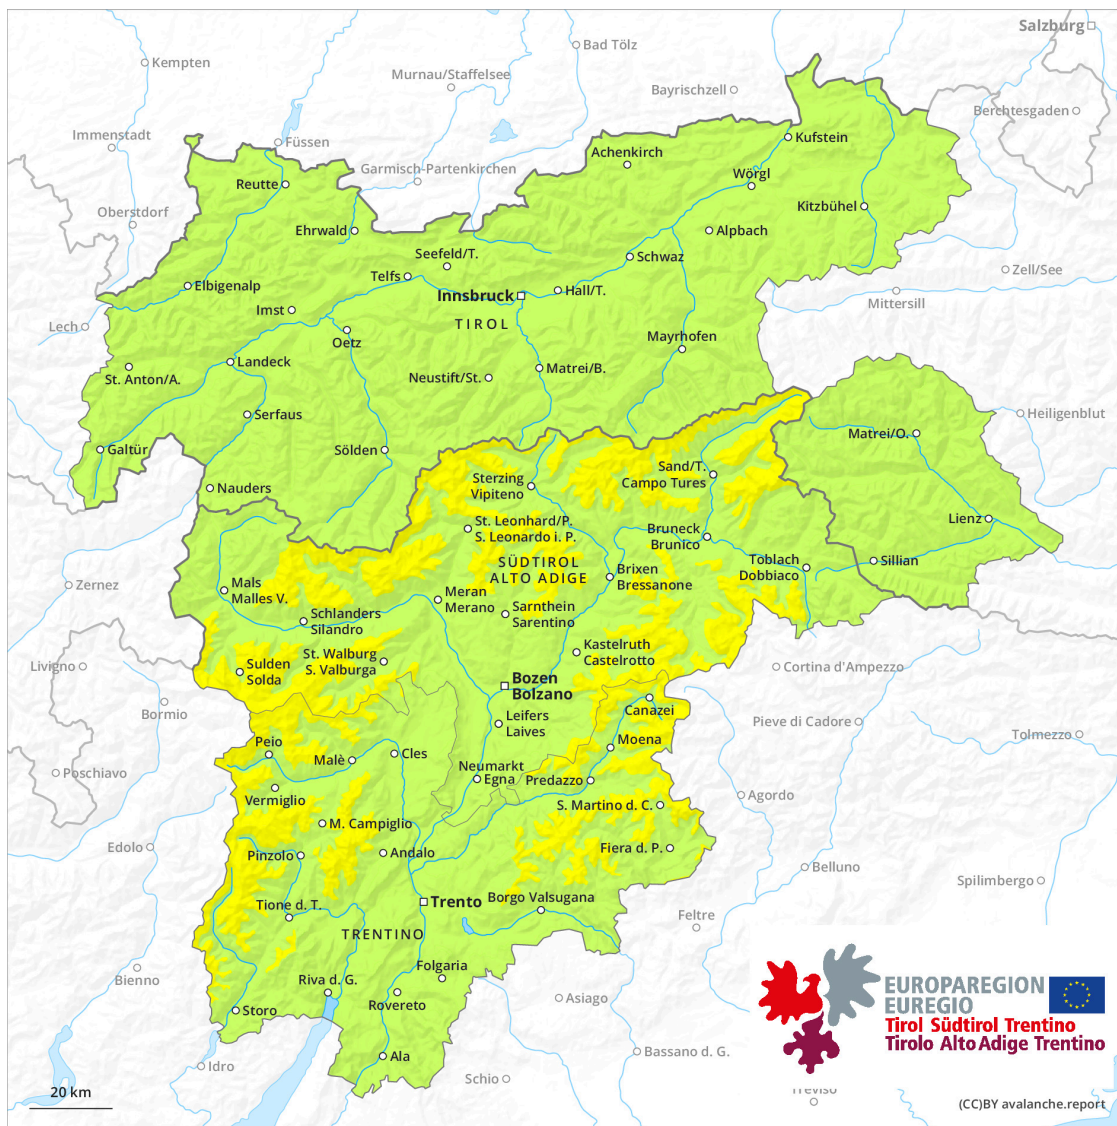 Salzburg
Bad Tölz
Kempten
Murnau/Staffelsee
Bayrischzell
Berchtesgaden
Immenstadt
Füssen
Kufstein
Achenkirch
Garmisch-Partenkirchen
Wörgl
Reutte
Oberstdorf
Kitzbühel
Ehrwald
Alpbach
Seefeld/T.
Schwaz
Telfs
Zell/See
Elbigenalp
Innsbruck
Hall/T.
Mittersill
Imst
TIROL
Lech
Oetz
Mayrhofen
Landeck
Matrei/B.
St. Anton/A.
Neustift/St.
Serfaus
Heiligenblut
Matrei/O.
Galtür
Sölden
Sand/T.
Campo Tures
Sterzing
Vipiteno
Nauders
St. Leonhard/P.
S. Leonardo i. P.
Bruneck
Brunico
Lienz
SÜDTIROL
ALTO ADIGE
Toblach
Dobbiaco
Sillian
Brixen
Bressanone
Zernez
Mals
Malles V.
Meran
Merano
Schlanders
Silandro
Sarnthein
Sarentino
St. Walburg
S. Valburga
Kastelruth
Castelrotto
Livigno
Sulden
Solda
Cortina d'Ampezzo
Bozen
Bolzano
Bormio
Canazei
Leifers
Laives
Pieve di Cadore
Tolmezzo
Peio
Moena
Cles
Malè
Poschiavo
Neumarkt
Egna
Predazzo
Vermiglio
Agordo
S. Martino d. C.
M. Campiglio
Edolo
Pinzolo
Andalo
Fiera d. P.
Belluno
Spilimbergo
Tione d. T.
Trento
Borgo Valsugana
Feltre
TRENTINO
Bienno
Folgaria
Riva d. G.
Rovereto
Asiago
Storo
EUROPAREGION
EUREGIO
Tirol Südtirol Trentino
Tirolo Alto Adige Trentino
Ala
Bassano d. G.
Idro
Schio
Treviso
20 km
(CC)BY avalanche.report